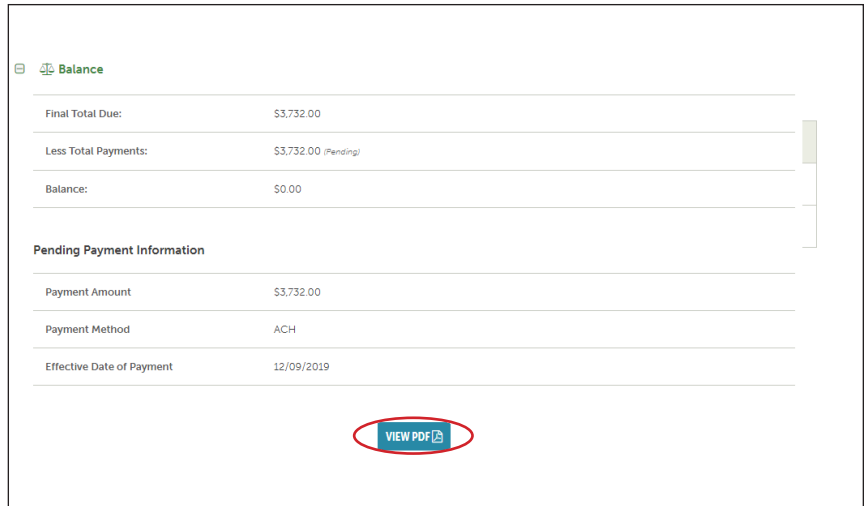 Balance
Final Total Due: $3,732.00
Less Total Payments: $3,732.00 (Pending)
Balance: $0.00
Pending Payment Information
Payment Amount $3,732.00
Payment Method ACH
Effective Date of Payment 12/09/2019
VIEW PDF